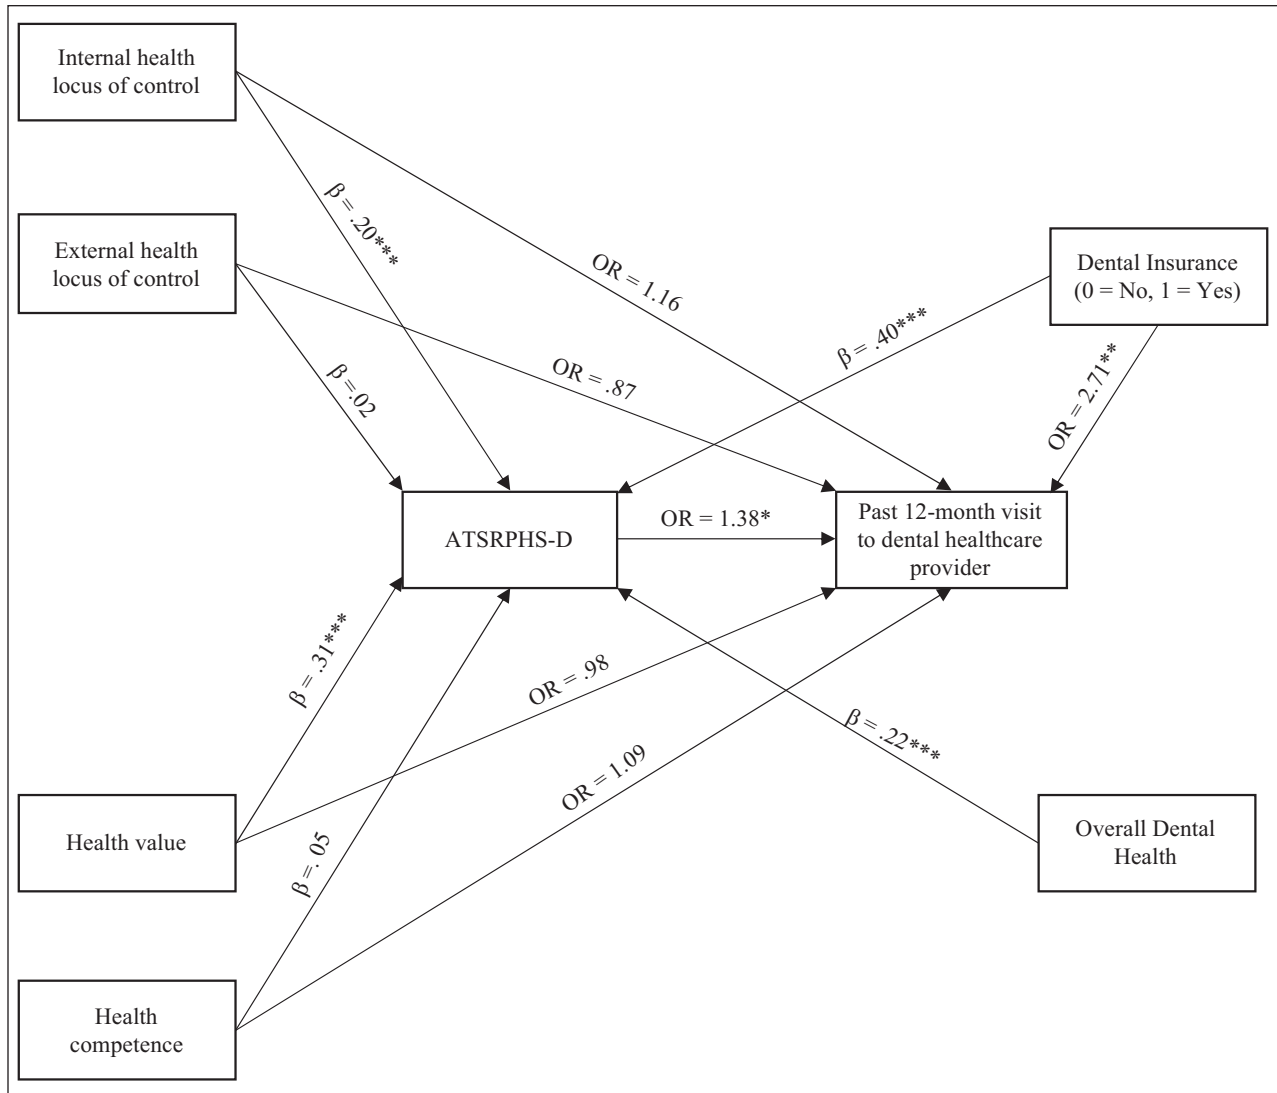 Internal health
locus of control
β = .20***
OR = 1.16
External health
locus of control
β =.02
OR = .87
Dental Insurance
(0 = No, 1 = Yes)
β = .40***
OR = 2.71**
ATSRPHS-D
OR = 1.38*
Past 12-month visit
to dental healthcare
provider
β = .31***
OR = .98
β = .22***
Health value
β =. 05
OR = 1.09
Overall Dental
Health
Health
competence